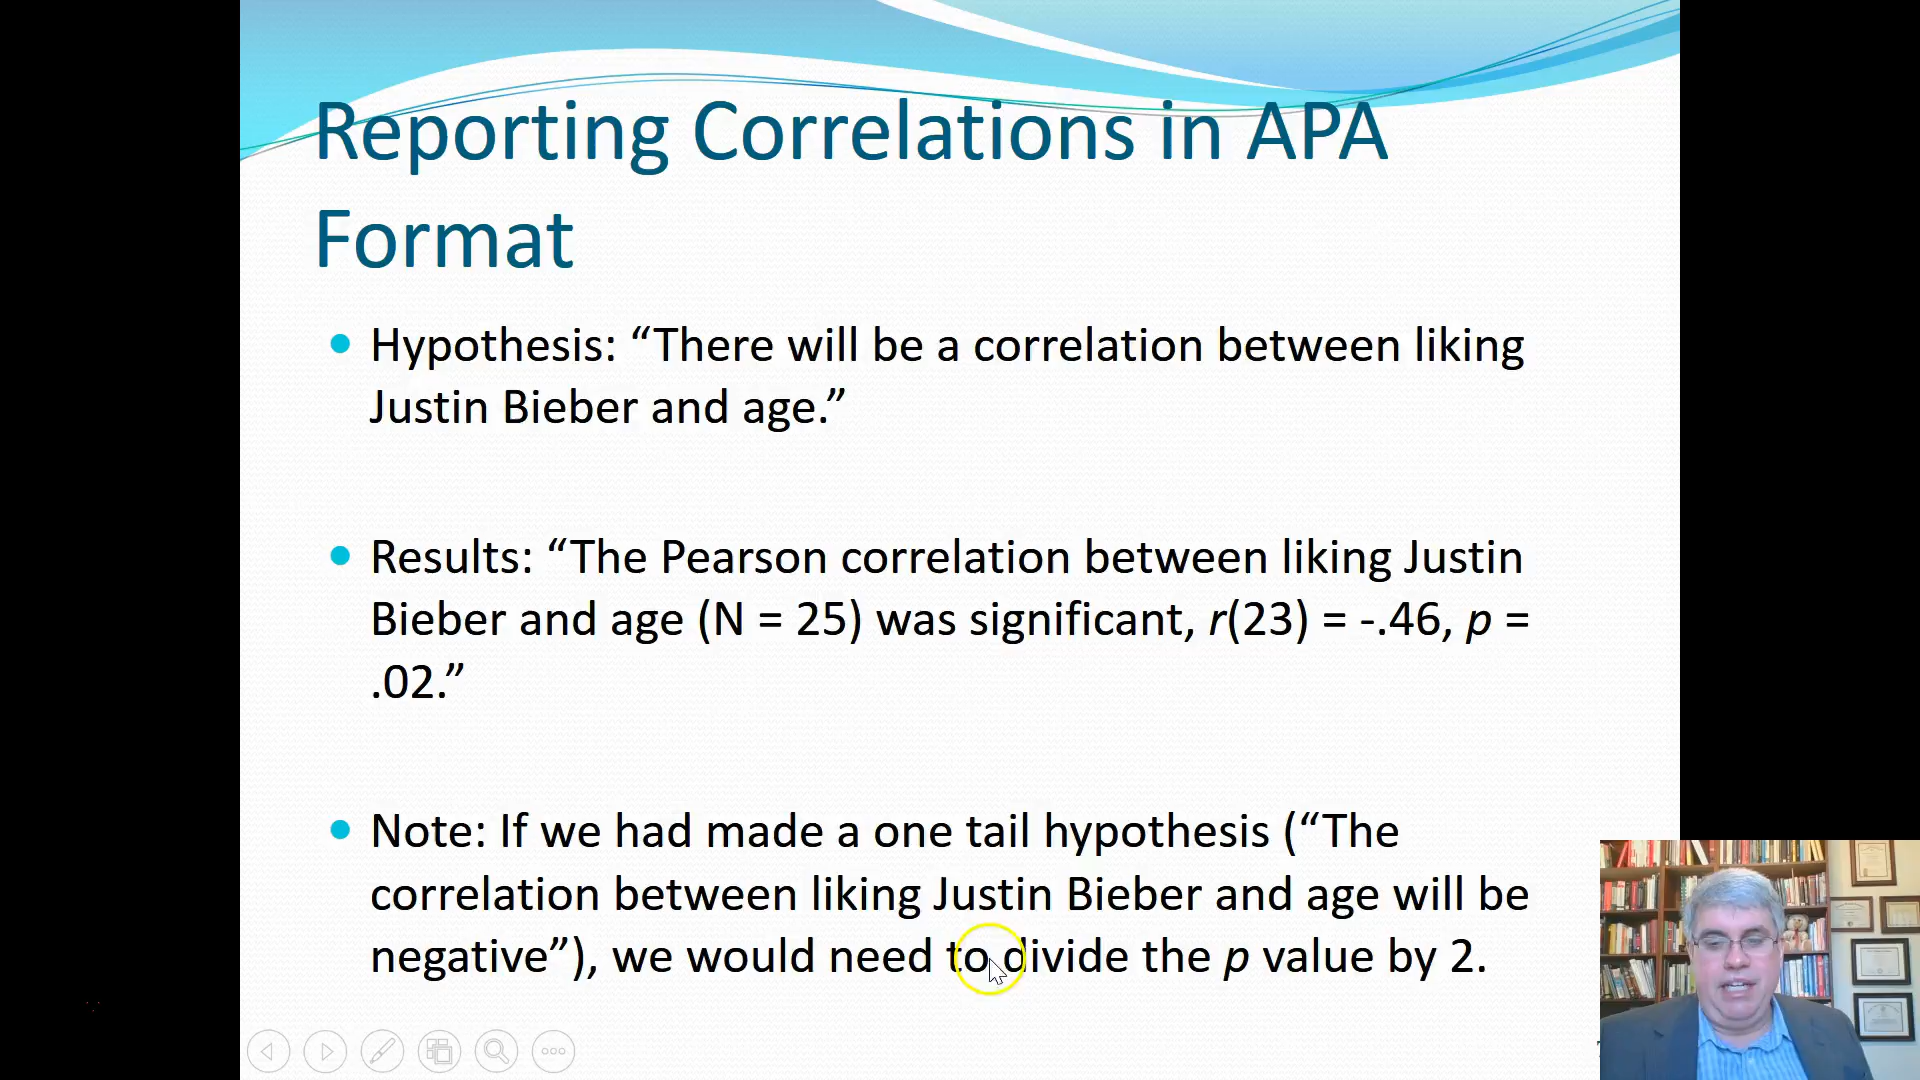 Reporting Correlations in APA
Format
Hypothesis: “There will be a correlation between liking
Justin Bieber and age.”
Results: “The Pearson correlation between liking Justin
Bieber and age (N = 25) was significant, r(23) = -.46, p =
.02.”
Note: If we had made a one tail hypothesis (“The
correlation between liking Justin Bieber and age will be
negative”), we would need to divide the p value by 2.